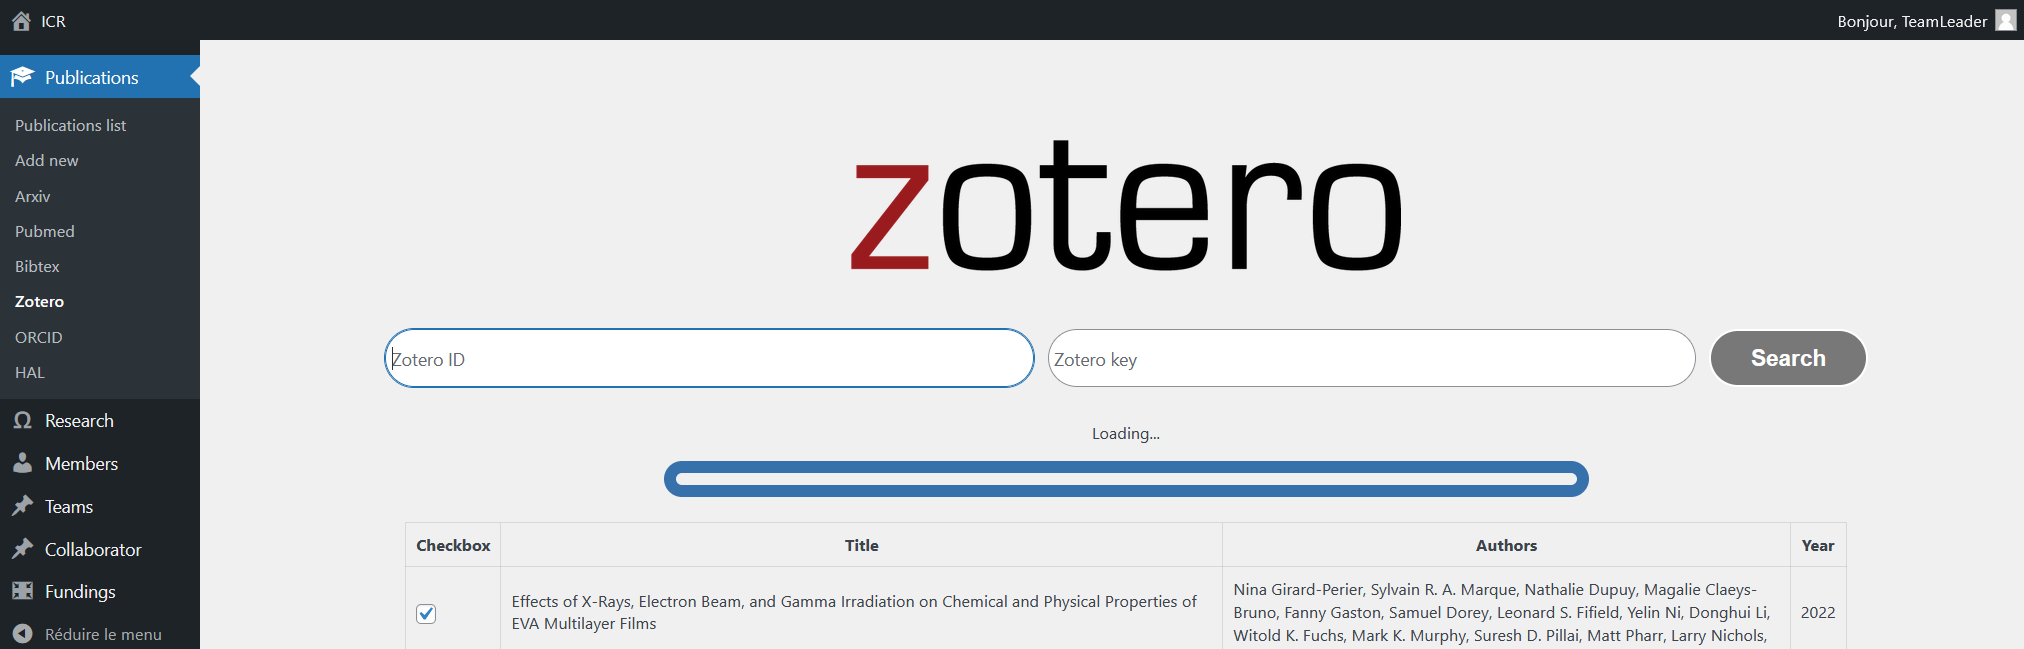 ICR
Bonjour, TeamLeader
Publications
Publications list
Add new
Arxiv
Pubmed
Bibtex
Zotero
ORCID
HAL
Research
Members
Teams
Collaborator
Fundings
Réduire le menu
zotero
Zotero ID
Zotero key
Search
Loading...
Checkbox
Title
Authors
Year
Effects of X-Rays, Electron Beam, and Gamma Irradiation on Chemical and Physical Properties of
EVA Multilayer Films
Nina Girard-Perier, Sylvain R. A. Marque, Nathalie Dupuy, Magalie Claeys-
Bruno, Fanny Gaston, Samuel Dorey, Leonard S. Fifield, Yelin Ni, Donghui Li,
Witold K. Fuchs, Mark K. Murphy, Suresh D. Pillai, Matt Pharr, Larry Nichols,
2022